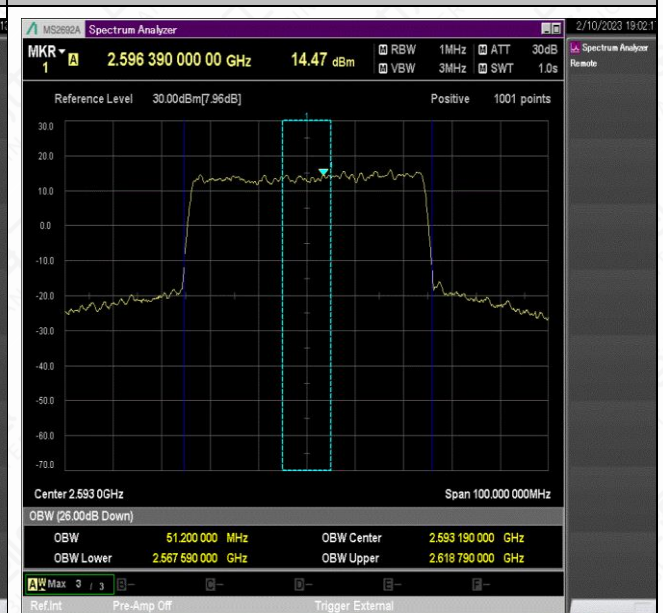 MS2692A Spectrum Analyzer 2/10/2023 19:02:1
MKR 1 A 2.596 390 000 00 GHz 14.47 dBm M RBW 1MHz M ATT 30dB
M VBW 3MHz M SWT 1.0s
Spectrum Analyzer
Remote
Reference Level 30.00dBm[7.96dB] Positive 1001 points
30.0
1
20.0
10.0
0.0
-10.0
-20.0
-30.0
-40.0
-50.0
-60.0
-70.0
Center 2.593 0GHz Span 100.000 000MHz
OBW (26.00dB Down)
OBW 51.200 000 MHz OBW Center 2.593 190 000 GHz
OBW Lower 2.567 590 000 GHz OBW Upper 2.618 790 000 GHz
A W Max 3 / 3 B- C- D- E- F-
Ref.Int Pre-Amp Off Trigger External